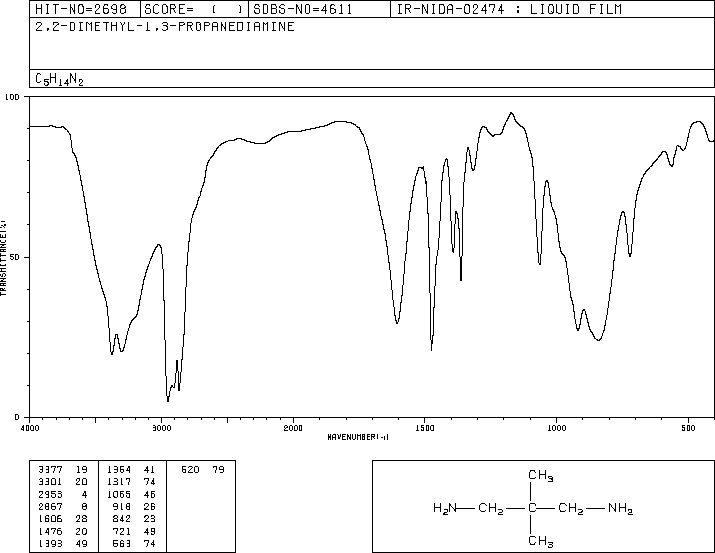 HIT-NO=2698 SCORE= ( ) SDBS-NO=4611 IR-NIDA-02474 : LIQUID FILM
2,2-DIMETHYL-1,3-PROPANEDIAMINE
C5H14N2
100
50
0
TRANSMITTANCE(%)
4000 3000 2000 1500 1000 500
WAVENUMBER(-1)
3377 19 1364 41 620 79
3301 20 1317 74
2953 4 1065 46
2867 8 918 26
1606 28 842 23
1476 20 721 49
1393 49 563 74
CH3
H2N—CH2—C—CH2—NH2
CH3